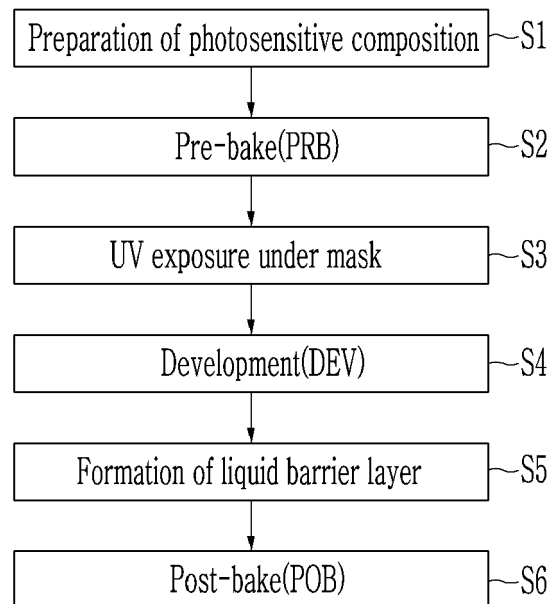 Preparation of photosensitive composition S1
Pre-bake(PRB) S2
UV exposure under mask S3
Development(DEV) S4
Formation of liquid barrier layer S5
Post-bake(POB) S6